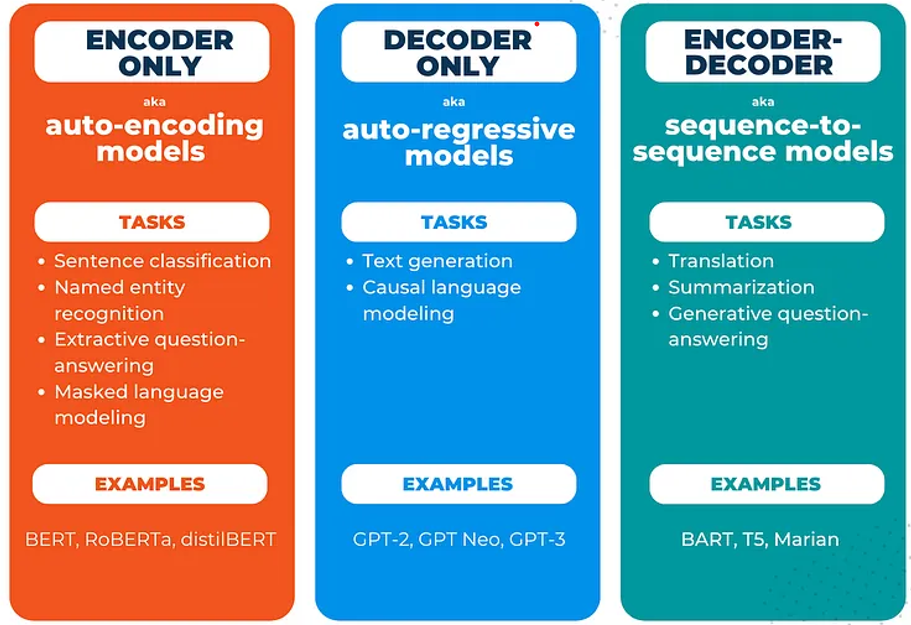 ENCODER
ONLY
aka
auto-encoding
models
TASKS
• Sentence classification
• Named entity
recognition
• Extractive question-
answering
• Masked language
modeling
EXAMPLES
BERT, RoBERTa, distilBERT
DECODER
ONLY
aka
auto-regressive
models
TASKS
• Text generation
• Causal language
modeling
EXAMPLES
GPT-2, GPT Neo, GPT-3
ENCODER-
DECODER
aka
sequence-to-
sequence models
TASKS
• Translation
• Summarization
• Generative question-
answering
EXAMPLES
BART, T5, Marian